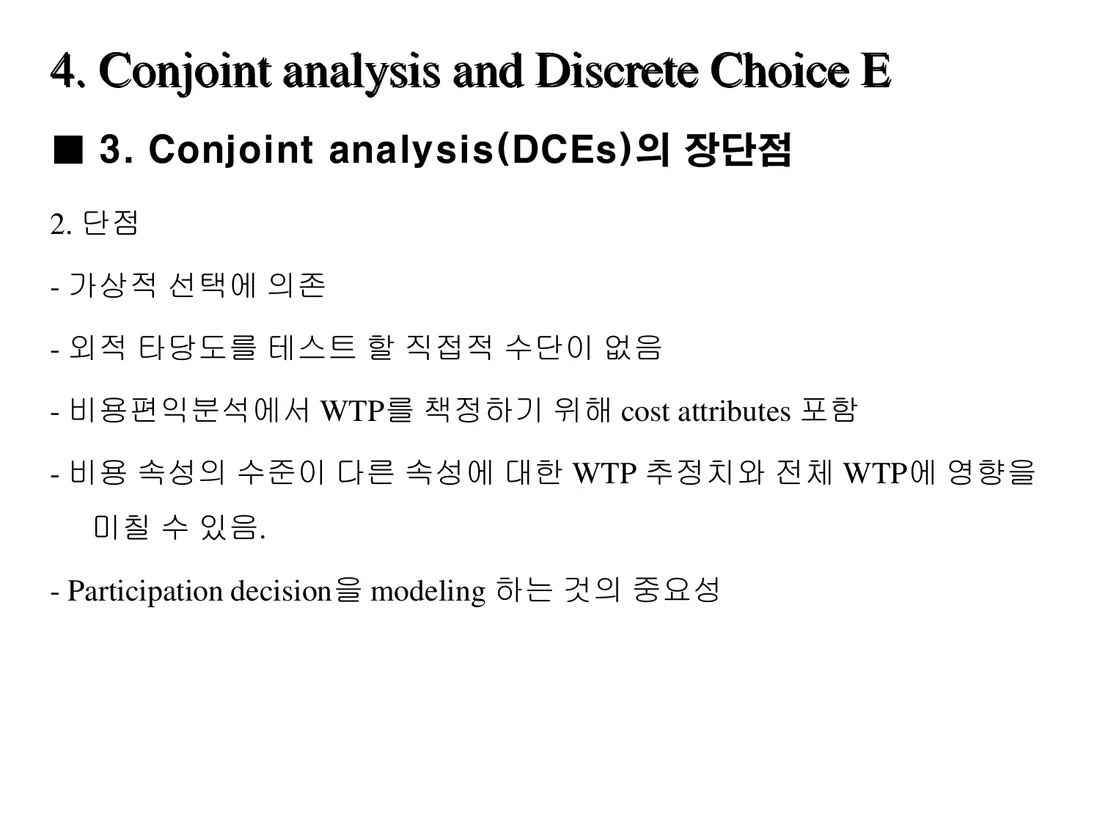 4. Conjoint analysis and Discrete Choice E
■ 3. Conjoint analysis(DCEs)의 장단점
2. 단점
- 가상적 선택에 의존
- 외적 타당도를 테스트 할 직접적 수단이 없음
- 비용편익분석에서 WTP를 책정하기 위해 cost attributes 포함
- 비용 속성의 수준이 다른 속성에 대한 WTP 추정치와 전체 WTP에 영향을
미칠 수 있음.
- Participation decision을 modeling 하는 것의 중요성